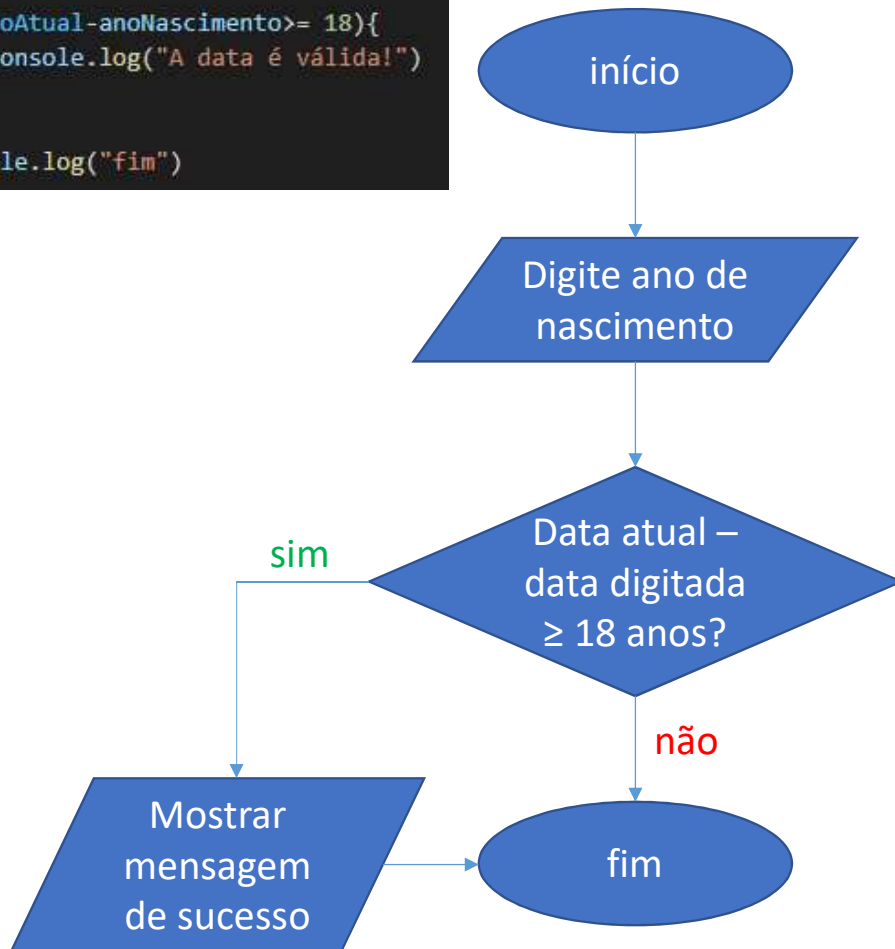 oAtual-anoNascimento>= 18){
onsole.log("A data é válida!")
le.log("fim")
início
Digite ano de
nascimento
Data atual –
data digitada
≥ 18 anos?
sim
não
Mostrar
mensagem
de sucesso
fim